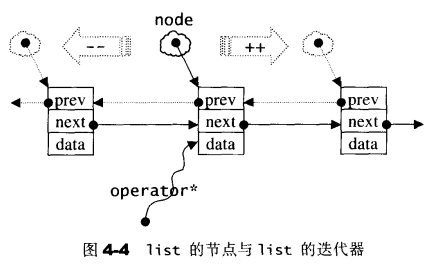 node
-- ++
prev prev prev
next next next
data data data
operator*
图 4-4 list 的节点与 list 的迭代器